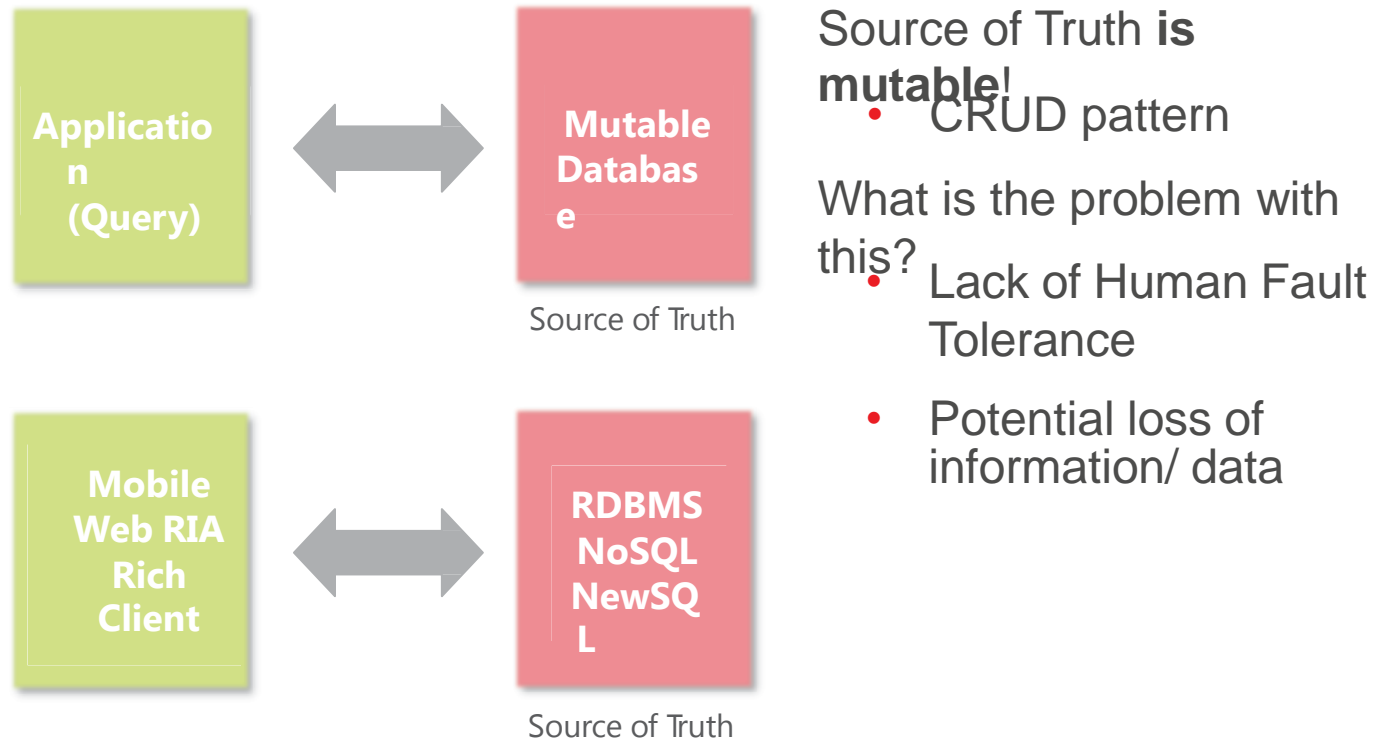 Applicatio
n
(Query)
Mutable
Databas
e
Source of Truth
Mobile
Web RIA
Rich
Client
RDBMS
NoSQL
NewSQ
L
Source of Truth
Source of Truth is
mutable!
• CRUD pattern
What is the problem with
this?
• Lack of Human Fault
Tolerance
• Potential loss of
information/ data